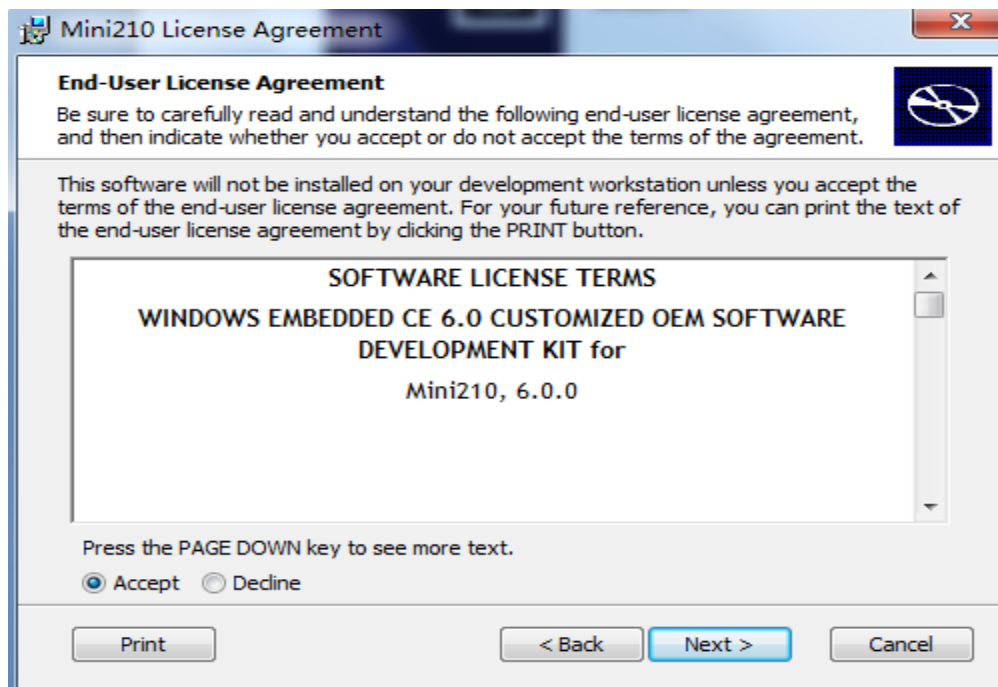 Mini210 License Agreement
End-User License Agreement
Be sure to carefully read and understand the following end-user license agreement,
and then indicate whether you accept or do not accept the terms of the agreement.
This software will not be installed on your development workstation unless you accept the
terms of the end-user license agreement. For your future reference, you can print the text of
the end-user license agreement by clicking the PRINT button.
SOFTWARE LICENSE TERMS
WINDOWS EMBEDDED CE 6.0 CUSTOMIZED OEM SOFTWARE
DEVELOPMENT KIT for
Mini210, 6.0.0
Press the PAGE DOWN key to see more text.
Accept Decline
Print < Back Next > Cancel